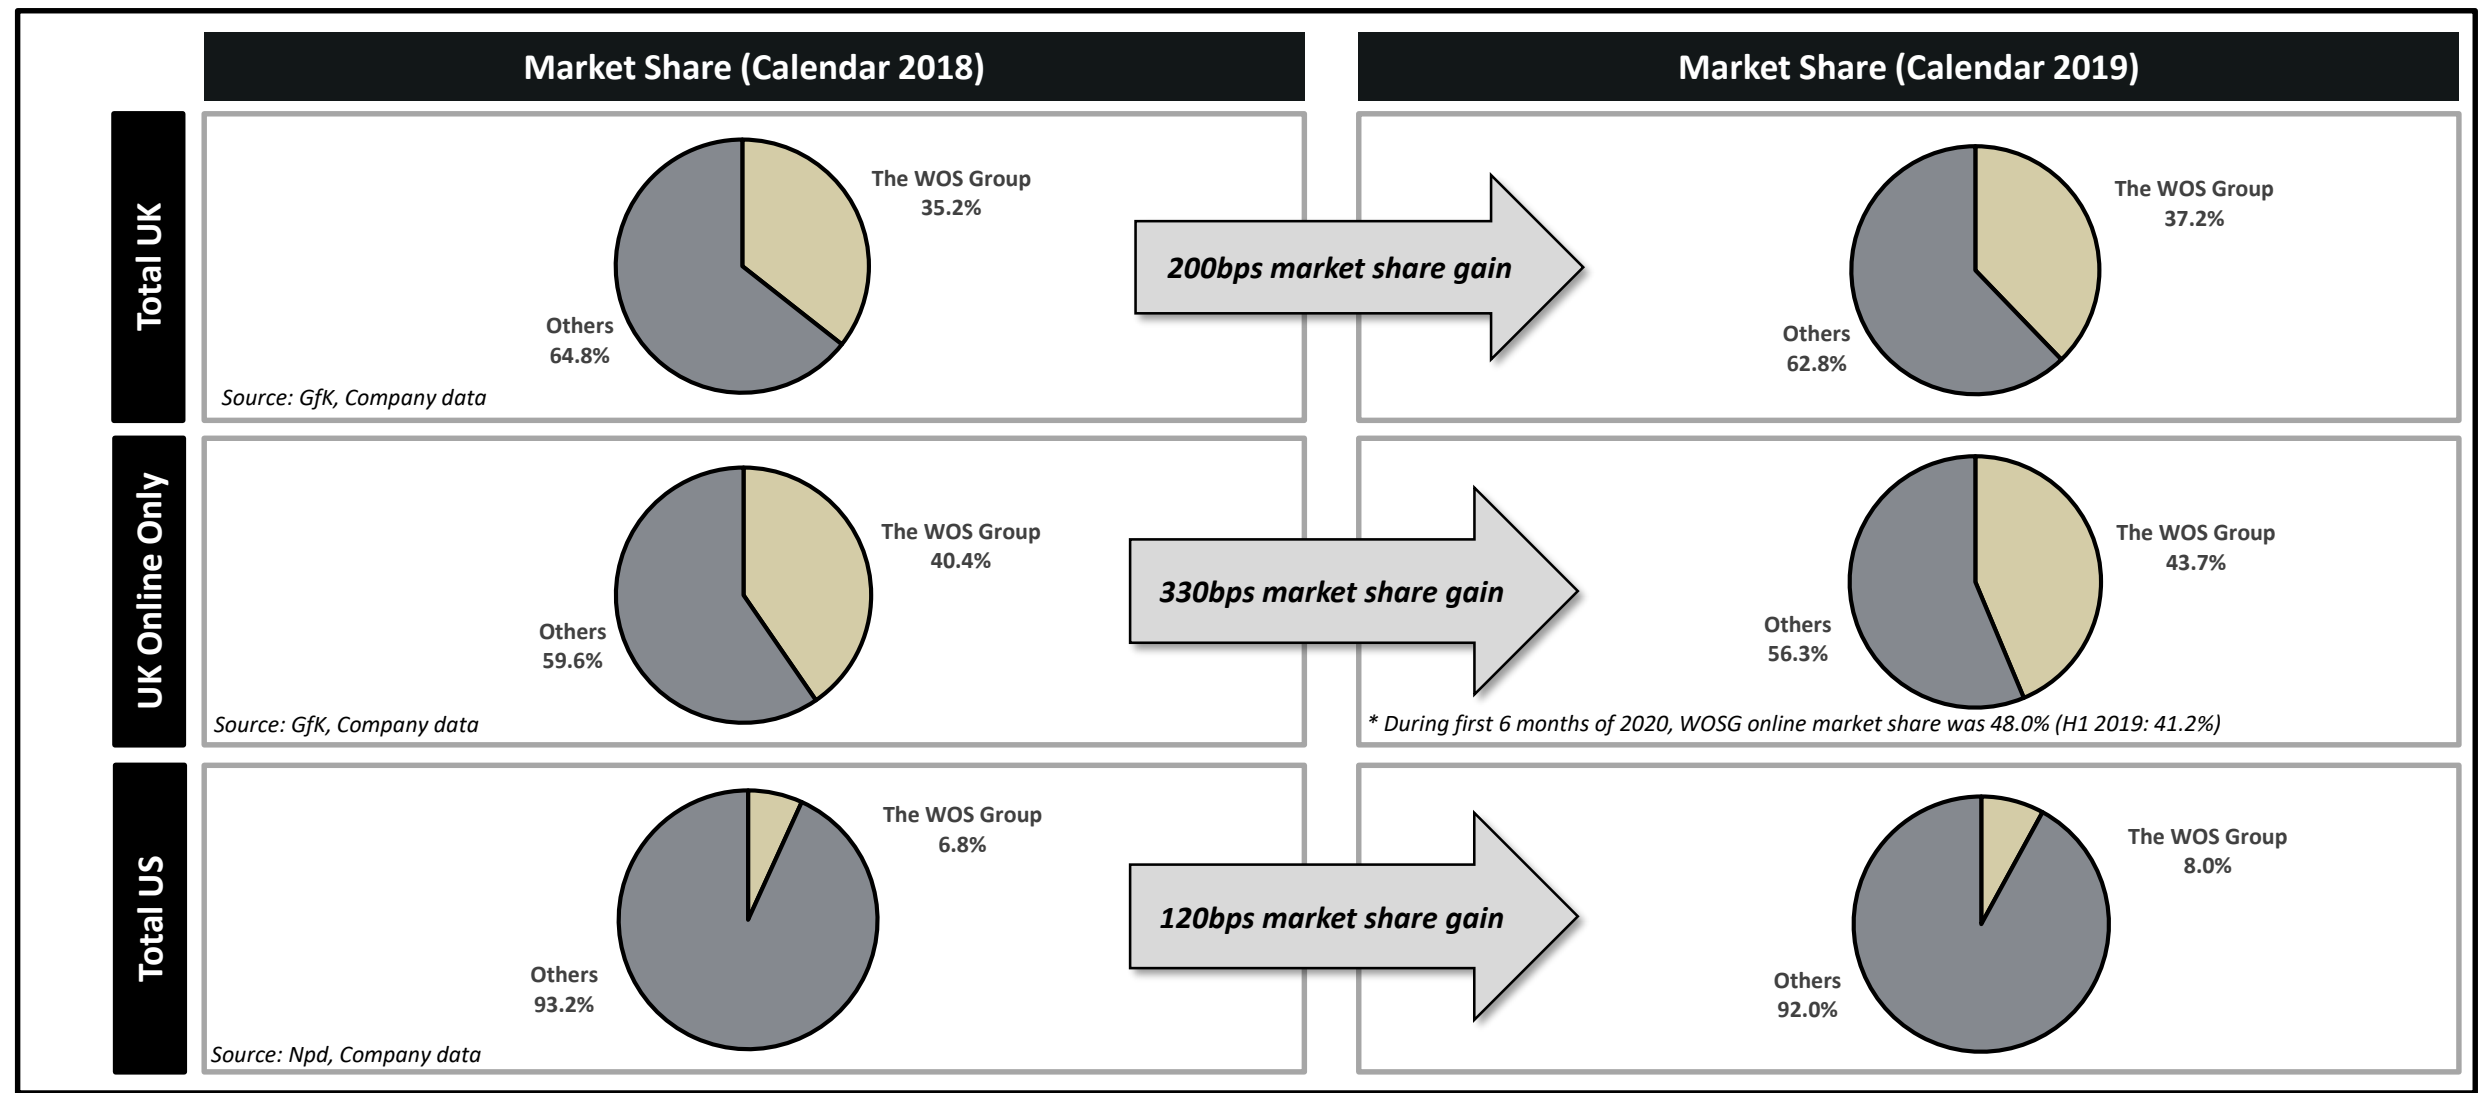 Market Share (Calendar 2018)
Market Share (Calendar 2019)
Total UK
The WOS Group
35.2%
Others
64.8%
Source: GfK, Company data
200bps market share gain
The WOS Group
37.2%
Others
62.8%
UK Online Only
The WOS Group
40.4%
Others
59.6%
Source: GfK, Company data
330bps market share gain
The WOS Group
43.7%
Others
56.3%
* During first 6 months of 2020, WOSG online market share was 48.0% (H1 2019: 41.2%)
Total US
The WOS Group
6.8%
Others
93.2%
Source: Npd, Company data
120bps market share gain
The WOS Group
8.0%
Others
92.0%